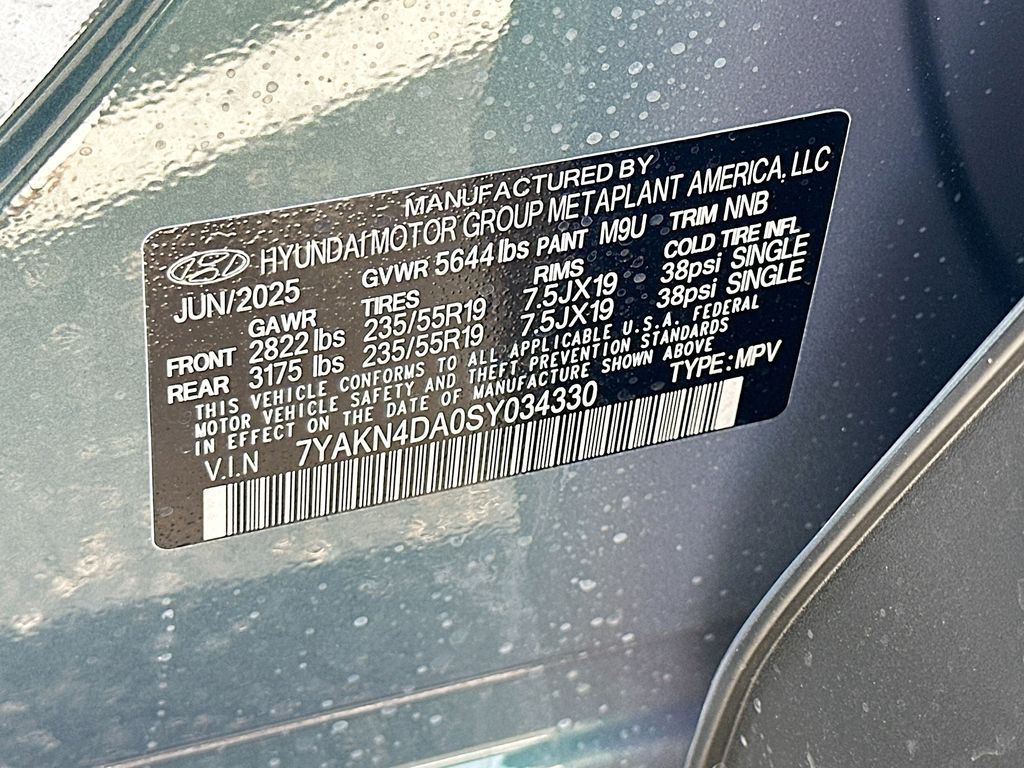 MANUFACTURED BY
HYUNDAI MOTOR GROUP METAPLANT AMERICA, LLC
JUN/2025 GVWR 5644 lbs PAINT M9U TRIM NNB
GAWR TIRES RIMS COLD TIRE INFL
FRONT 2822 lbs 235/55R19 7.5JX19 38psi SINGLE
REAR 3175 lbs 235/55R19 7.5JX19 38psi SINGLE
THIS VEHICLE CONFORMS TO ALL APPLICABLE U.S.A. FEDERAL
MOTOR VEHICLE SAFETY AND THEFT PREVENTION STANDARDS
IN EFFECT ON THE DATE OF MANUFACTURE SHOWN ABOVE
V.I.N 7YAKN4DA0SY034330 TYPE: MPV